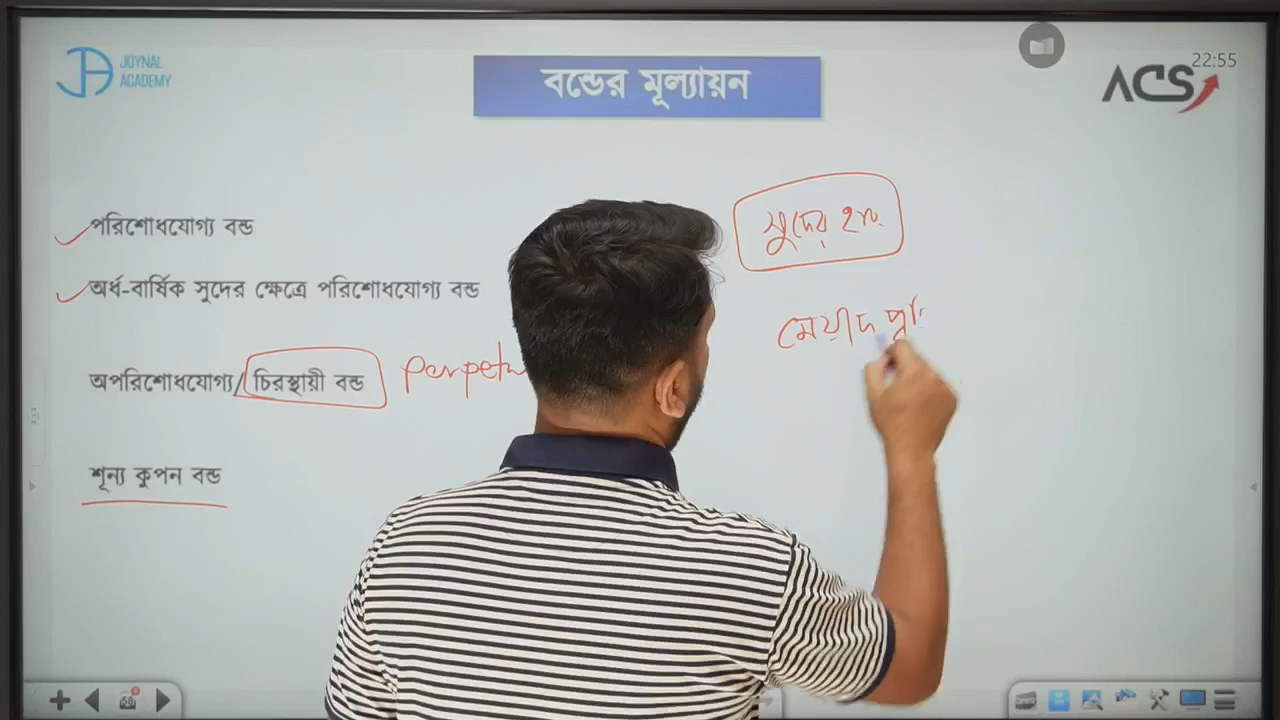 JOYNAL
ACADEMY
বন্ডের মূল্যায়ন
22:55
ACS
পরিশোধযোগ্য বন্ড
সুদের হার
অর্ধ-বার্ষিক সুদের ক্ষেত্রে পরিশোধযোগ্য বন্ড
মেয়াদ
অপরিশোধযোগ্য/চিরস্থায়ী বন্ড
শূন্য কুপন বন্ড